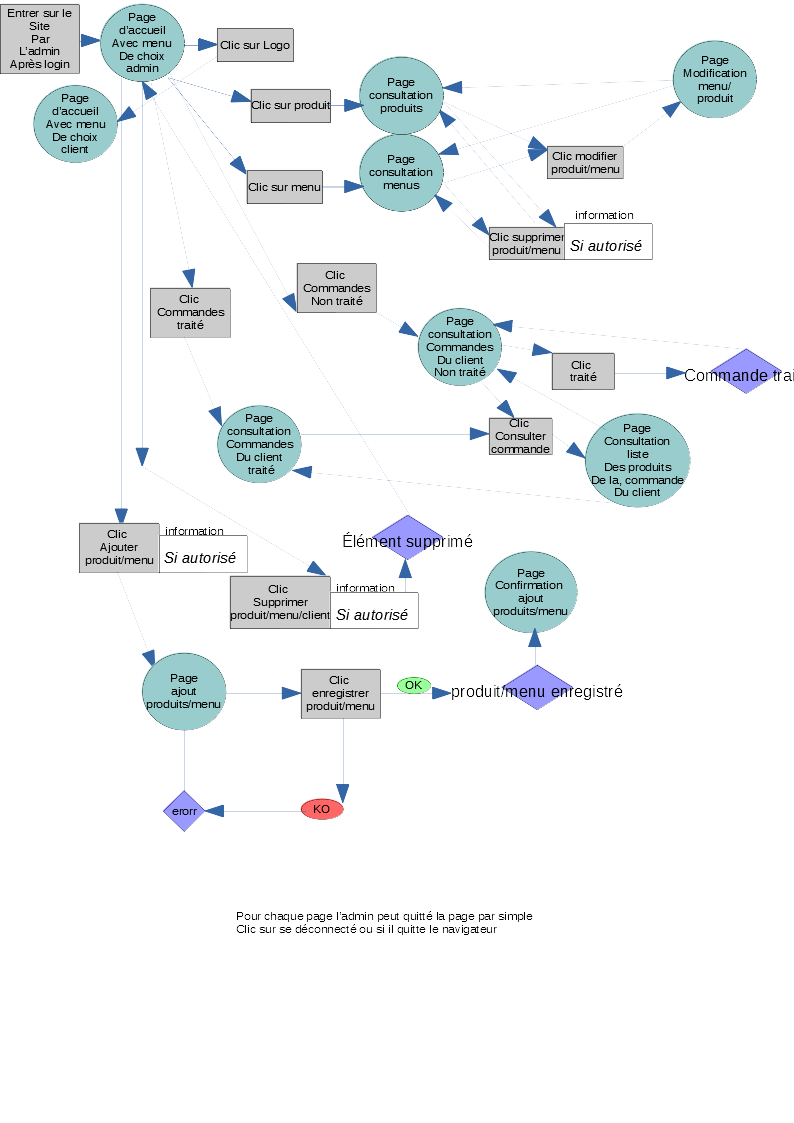 Entrer sur le
Site
Par
L'admin
Après login
Page
d'accueil
Avec menu
De choix
admin
Clic sur Logo
Page
d'accueil
Avec menu
De choix
client
Clic sur produit
Page
consultation
produits
Page
Modification
menu/
produit
Clic sur menu
Page
consultation
menus
Clic modifier
produit/menu
information
Clic supprimer
produit/menu
Si autorisé
Clic
Commandes
traité
Clic
Commandes
Non traité
Page
consultation
Commandes
Du client
Non traité
Clic
traité
Commande trai
Page
consultation
Commandes
Du client
traité
Clic
Consulter
commande
Page
Consultation
liste
Des produits
De la, commande
Du client
Clic
Ajouter
produit/menu
information
Si autorisé
Élément supprimé
Clic
Supprimer
produit/menu/client
information
Si autorisé
Page
Confirmation
ajout
produits/menu
Page
ajout
produits/menu
Clic
enregistrer
produit/menu
OK
produit/menu enregistré
erorr
KO
Pour chaque page l'admin peut quitté la page par simple
Clic sur se déconnecté ou si il quitte le navigateur